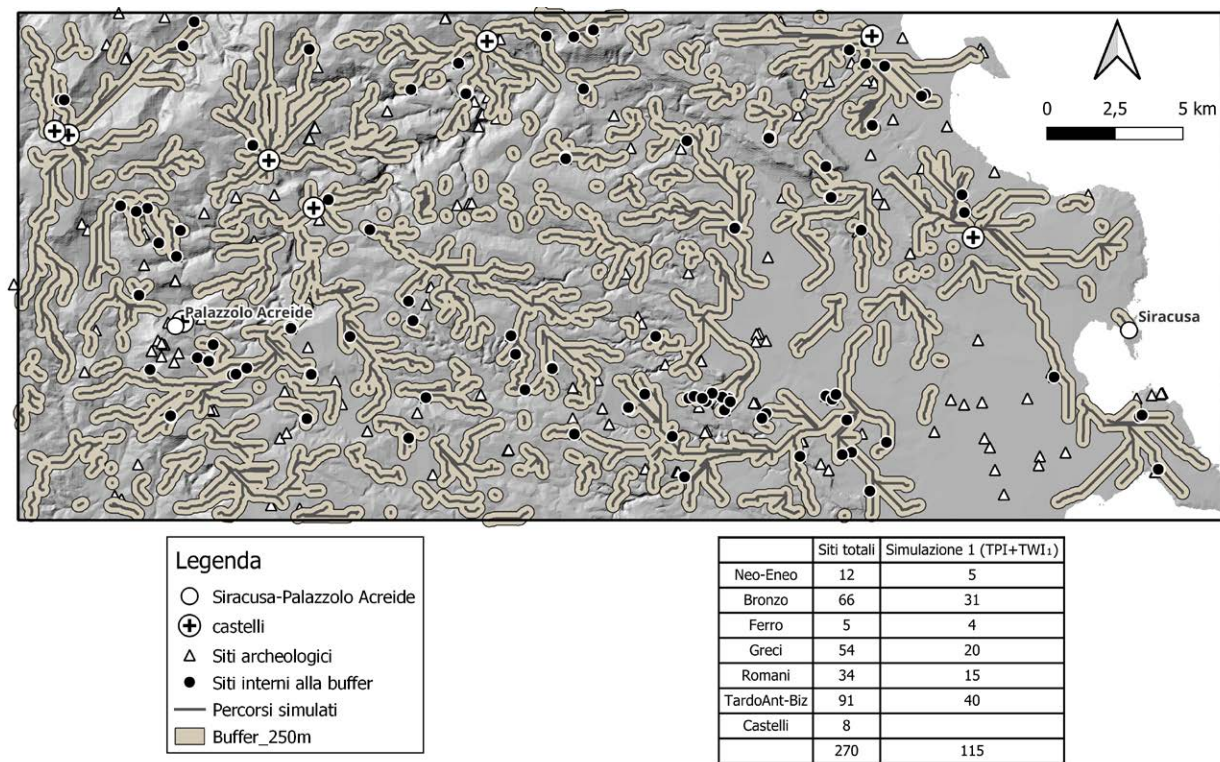 0 2,5 5 km
Palazzolo Acreide
Siracusa
Legenda
Siracusa-Palazzolo Acreide
castelli
Siti archeologici
Siti interni alla buffer
Percorsi simulati
Buffer_250m
Siti totali Simulazione 1 (TPI+TWI₁)
Neo-Eneo 12 5
Bronzo 66 31
Ferro 5 4
Greci 54 20
Romani 34 15
TardoAnt-Biz 91 40
Castelli 8
270 115